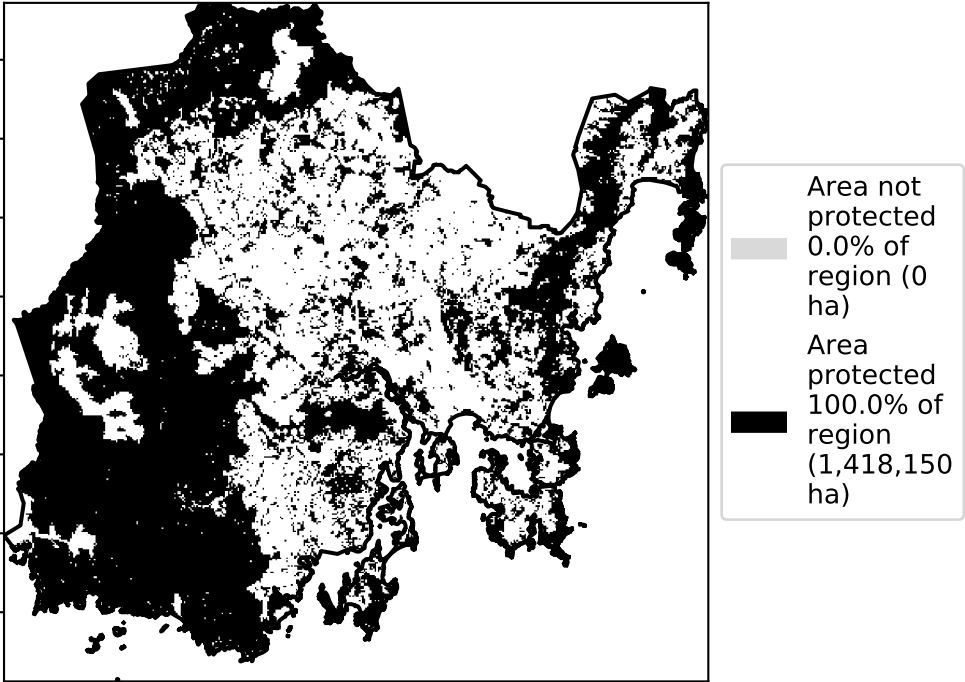 Area not
protected
0.0% of
region (0
ha)
Area
protected
100.0% of
region
(1,418,150
ha)